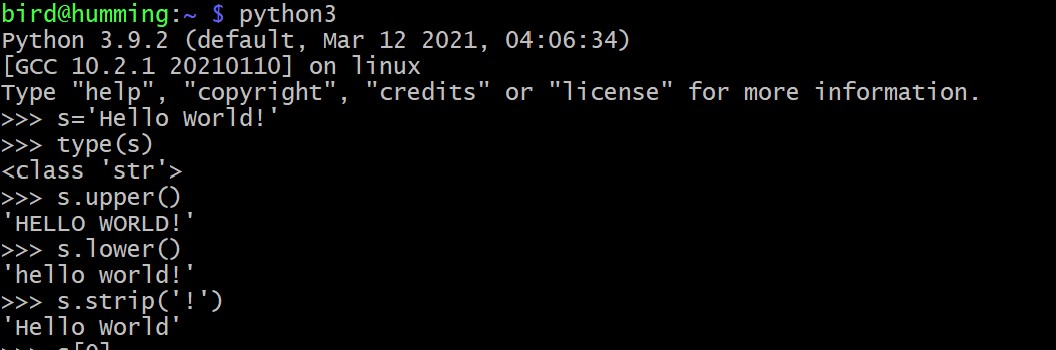 bird@humming:~ $ python3
Python 3.9.2 (default, Mar 12 2021, 04:06:34)
[GCC 10.2.1 20210110] on linux
Type "help", "copyright", "credits" or "license" for more information.
>>> s='Hello World!'
>>> type(s)
<class 'str'>
>>> s.upper()
'HELLO WORLD!'
>>> s.lower()
'hello world!'
>>> s.strip('!')
'Hello World'
>>> s[0]